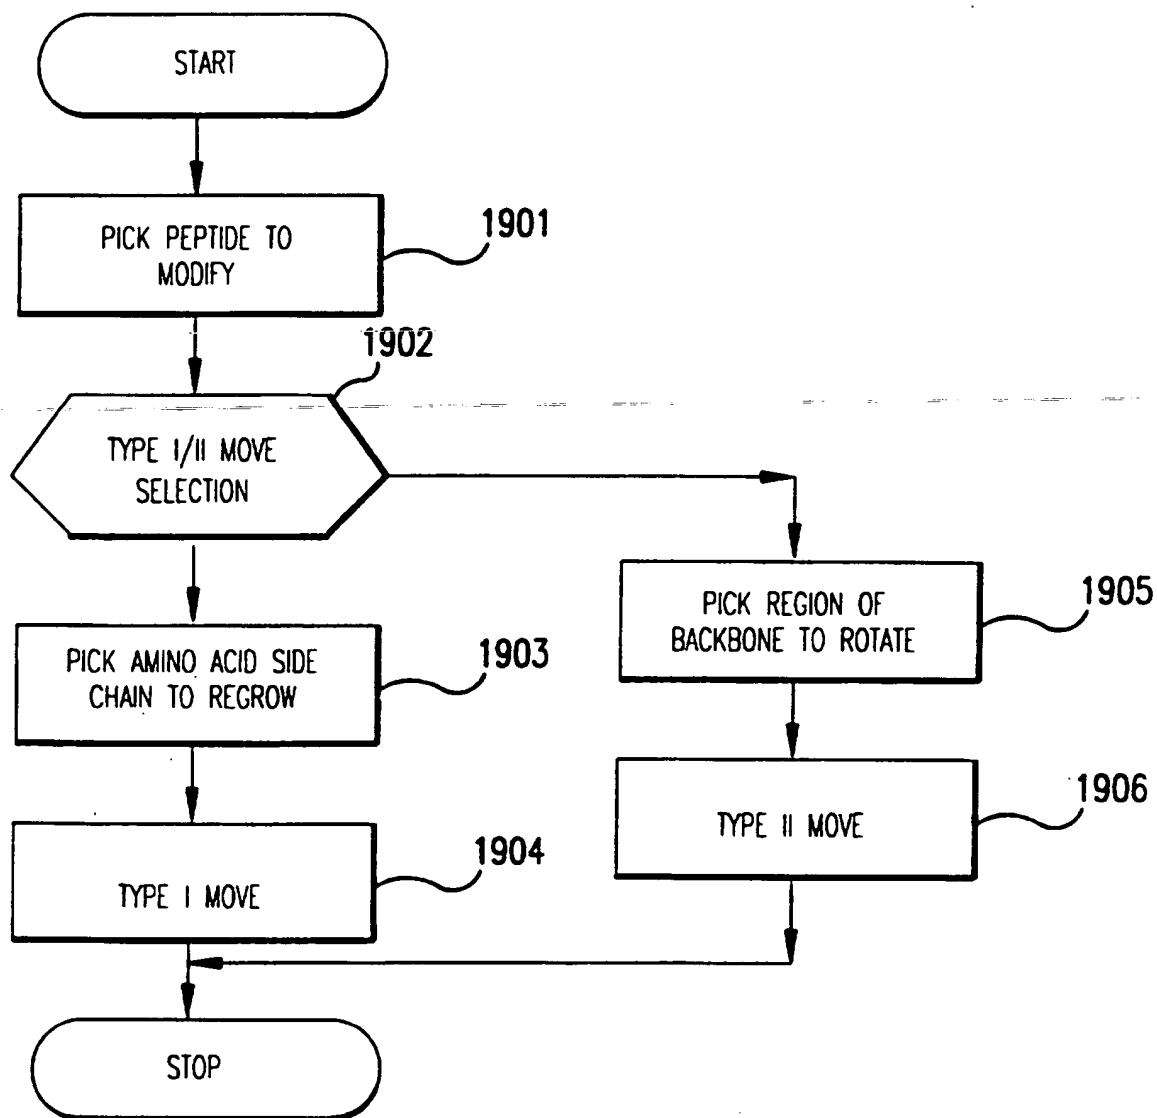 START
PICK PEPTIDE TO
MODIFY
1901
1902
TYPE I/II MOVE
SELECTION
PICK AMINO ACID SIDE
CHAIN TO REGROW
1903
TYPE I MOVE
1904
PICK REGION OF
BACKBONE TO ROTATE
1905
TYPE II MOVE
1906
STOP